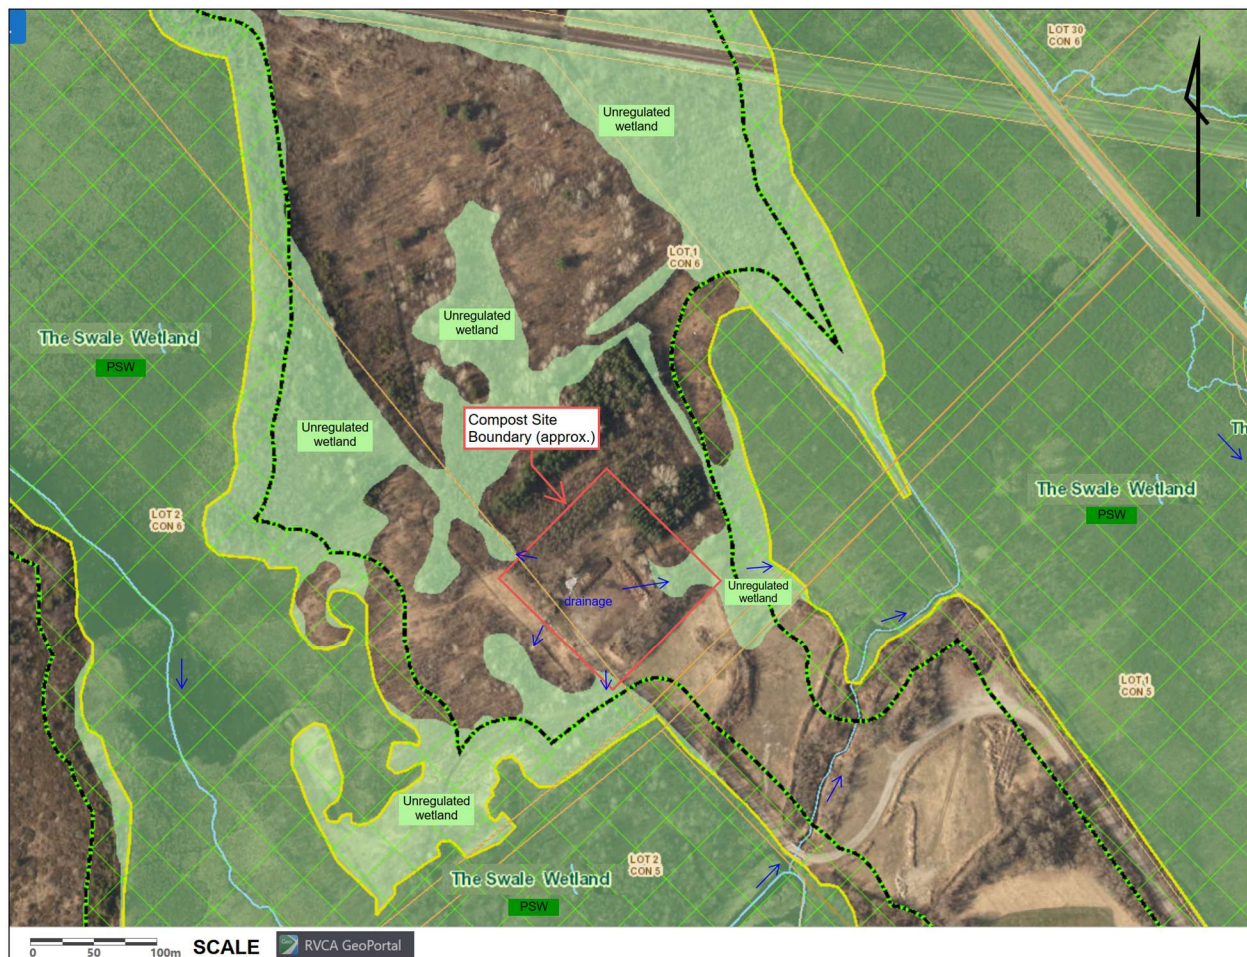 LOT 30
CON 6
Unregulated
wetland
LOT 1
CON 6
Unregulated
wetland
The Swale Wetland
PSW
Compost Site
Boundary (approx.)
Unregulated
wetland
Th
The Swale Wetland
PSW
LOT 2
CON 6
Unregulated
wetland
drainage
LOT 1
CON 5
Unregulated
wetland
LOT 2
CON 5
The Swale Wetland
PSW
0 50 100m
SCALE
Geo
RVCA GeoPortal